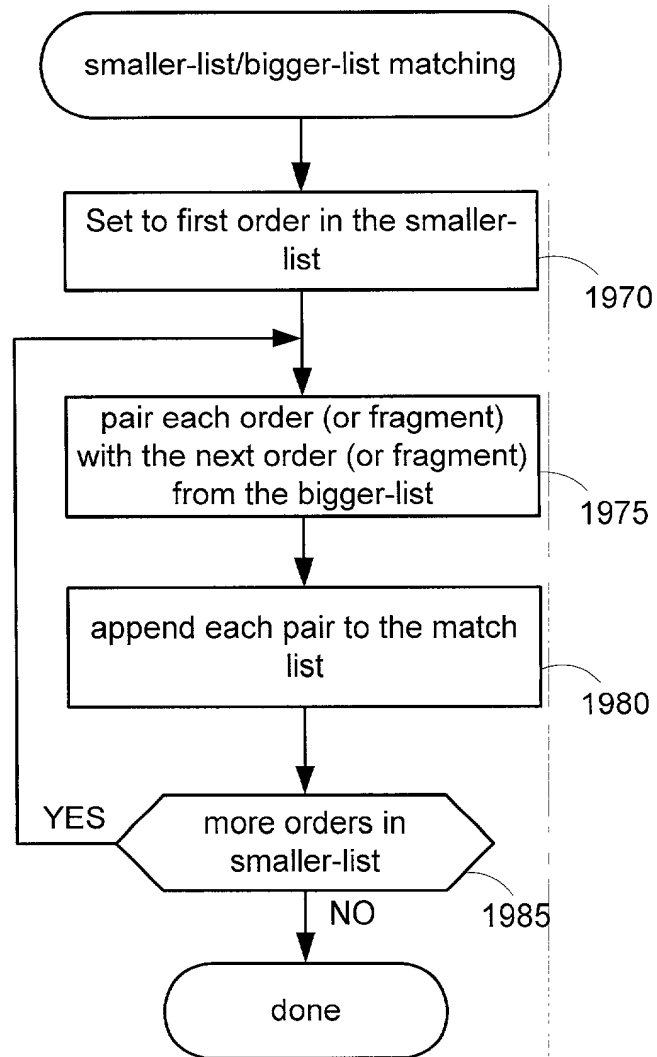 smaller-list/bigger-list matching
Set to first order in the smaller-
list
1970
pair each order (or fragment)
with the next order (or fragment)
from the bigger-list
1975
append each pair to the match
list
1980
YES
more orders in
smaller-list
1985
NO
done